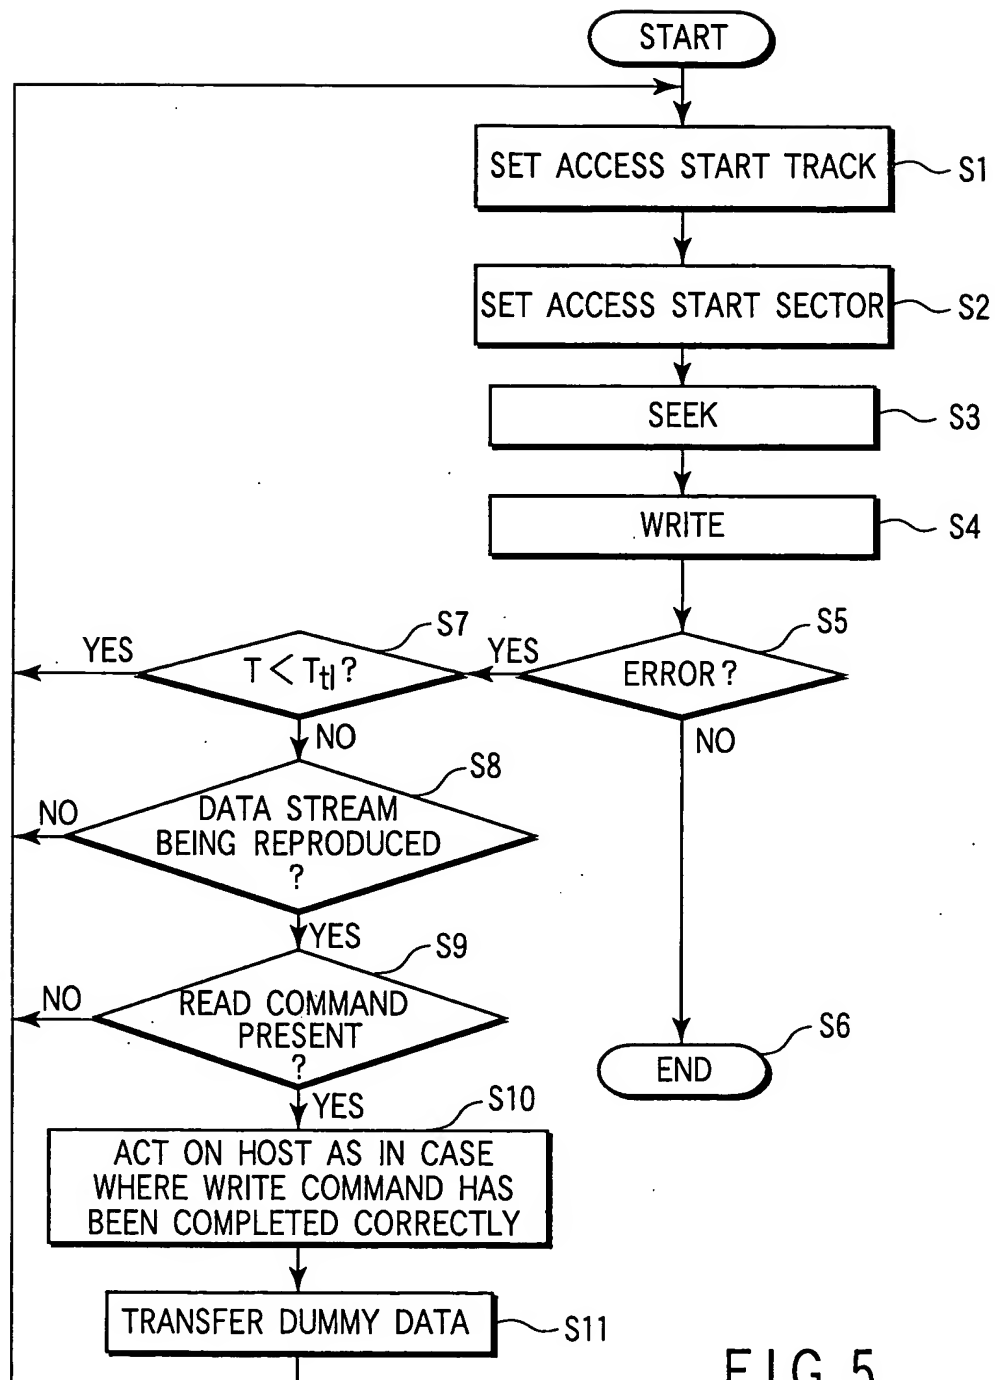 START
SET ACCESS START TRACK
S1
SET ACCESS START SECTOR
S2
SEEK
S3
WRITE
S4
S5
ERROR?
YES
NO
S7
T < Ttl?
YES
NO
S8
DATA STREAM
BEING REPRODUCED
?
NO
YES
S9
READ COMMAND
PRESENT
?
NO
YES
S6
END
S10
ACT ON HOST AS IN CASE
WHERE WRITE COMMAND HAS
BEEN COMPLETED CORRECTLY
TRANSFER DUMMY DATA
S11
FIG. 5